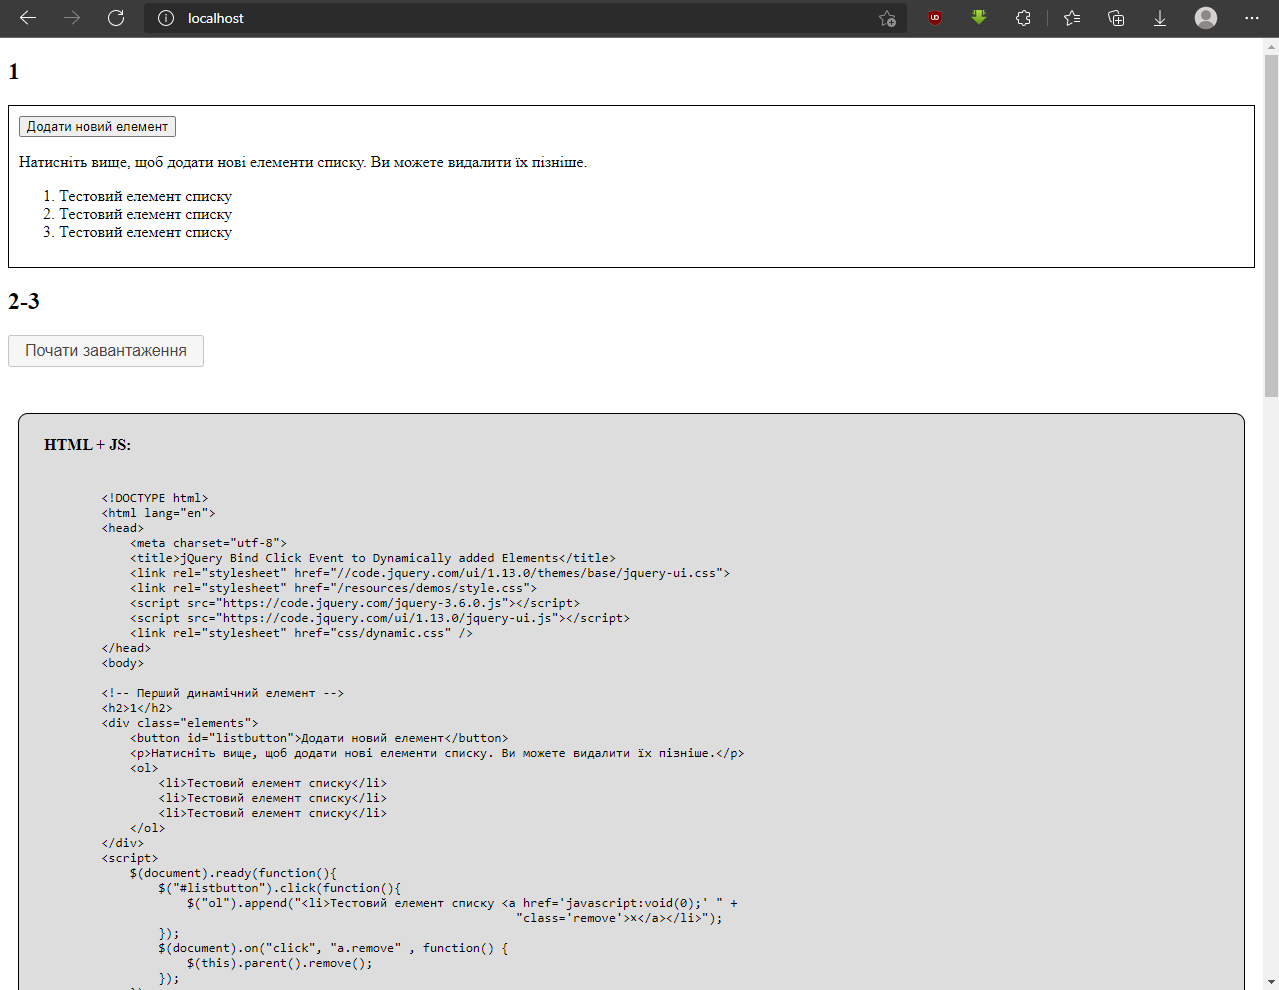 localhost
1
Додати новий елемент
Натисніть вище, щоб додати нові елементи списку. Ви можете видалити їх пізніше.
1. Тестовий елемент списку
2. Тестовий елемент списку
3. Тестовий елемент списку
2-3
Почати завантаження
HTML + JS:
<!DOCTYPE html>
<html lang="en">
<head>
    <meta charset="utf-8">
    <title>jQuery Bind Click Event to Dynamically added Elements</title>
    <link rel="stylesheet" href="//code.jquery.com/ui/1.13.0/themes/base/jquery-ui.css">
    <link rel="stylesheet" href="/resources/demos/style.css">
    <script src="https://code.jquery.com/jquery-3.6.0.js"></script>
    <script src="https://code.jquery.com/ui/1.13.0/jquery-ui.js"></script>
    <link rel="stylesheet" href="css/dynamic.css" />
</head>
<body>
<!-- Перший динамічний елемент -->
<h2>1</h2>
<div class="elements">
    <button id="listbutton">Додати новий елемент</button>
    <p>Натисніть вище, щоб додати нові елементи списку. Ви можете видалити їх пізніше.</p>
    <ol>
        <li>Тестовий елемент списку</li>
        <li>Тестовий елемент списку</li>
        <li>Тестовий елемент списку</li>
    </ol>
</div>
<script>
    $(document).ready(function(){
        $("#listbutton").click(function(){
            $("ol").append("<li>Тестовий елемент списку <a href='javascript:void(0);' " +
                                                          "class='remove'>×</a></li>");
        });
        $(document).on("click", "a.remove" , function() {
            $(this).parent().remove();
        });